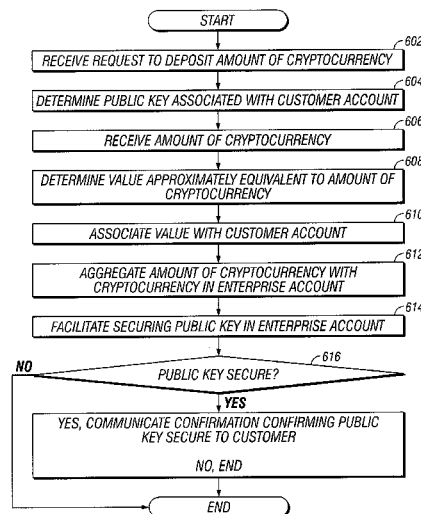 START
602
RECEIVE REQUEST TO DEPOSIT AMOUNT OF CRYPTOCURRENCY
604
DETERMINE PUBLIC KEY ASSOCIATED WITH CUSTOMER ACCOUNT
606
RECEIVE AMOUNT OF CRYPTOCURRENCY
608
DETERMINE VALUE APPROXIMATELY EQUIVALENT TO AMOUNT OF
CRYPTOCURRENCY
610
ASSOCIATE VALUE WITH CUSTOMER ACCOUNT
612
AGGREGATE AMOUNT OF CRYPTOCURRENCY WITH
CRYPTOCURRENCY IN ENTERPRISE ACCOUNT
614
FACILITATE SECURING PUBLIC KEY IN ENTERPRISE ACCOUNT
616
NO
PUBLIC KEY SECURE?
YES
YES, COMMUNICATE CONFIRMATION CONFIRMING PUBLIC
KEY SECURE TO CUSTOMER
NO, END
END